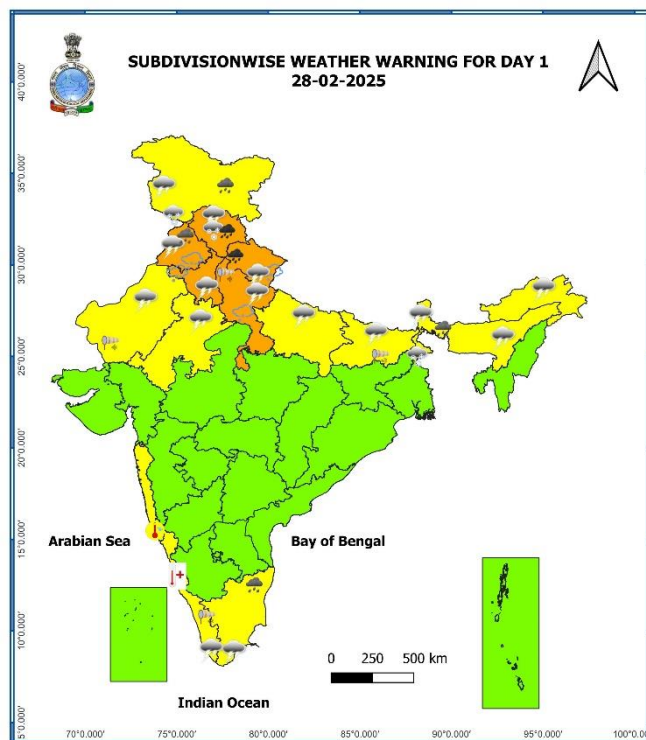 SUBDIVISIONWISE WEATHER WARNING FOR DAY 1
28-02-2025
40°0.000'
35°0.000'
30°0.000'
25°0.000'
20°0.000'
15°0.000'
10°0.000'
5°0.000'
Arabian Sea
Bay of Bengal
0 250 500 km
Indian Ocean
70°0.000' 75°0.000' 80°0.000' 85°0.000' 90°0.000' 95°0.000' 100°0.000'